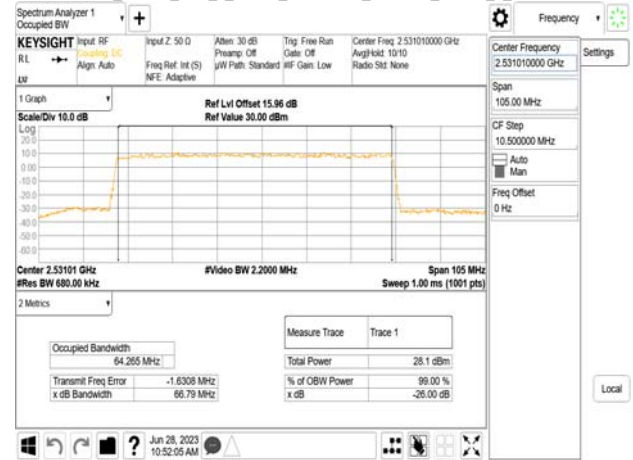 Spectrum Analyzer 1
Occupied BW
Frequency
KEYSIGHT
Input: RF
Coupling: DC
Align: Auto
RL
LXI
Input Z: 50 Ω
Freq Ref: Int (S)
NFE: Adaptive
Atten: 30 dB
Preamp: Off
µW Path: Standard
Trig: Free Run
Gate: Off
#IF Gain: Low
Center Freq: 2.531010000 GHz
Avg|Hold: 10/10
Radio Std: None
Center Frequency
2.531010000 GHz
Settings
Span
105.00 MHz
CF Step
10.500000 MHz
Auto
Man
Freq Offset
0 Hz
1 Graph
Scale/Div 10.0 dB
Ref Lvl Offset 15.96 dB
Ref Value 30.00 dBm
Log
20.0
10.0
0.00
-10.0
-20.0
-30.0
-40.0
-50.0
-60.0
Center 2.53101 GHz
#Video BW 2.2000 MHz
Span 105 MHz
#Res BW 680.00 kHz
Sweep 1.00 ms (1001 pts)
2 Metrics
Measure Trace
Trace 1
Occupied Bandwidth
64.265 MHz
Total Power
28.1 dBm
Transmit Freq Error
-1.6308 MHz
% of OBW Power
99.00 %
x dB Bandwidth
66.79 MHz
x dB
-26.00 dB
Local
?
Jun 28, 2023
10:52:05 AM